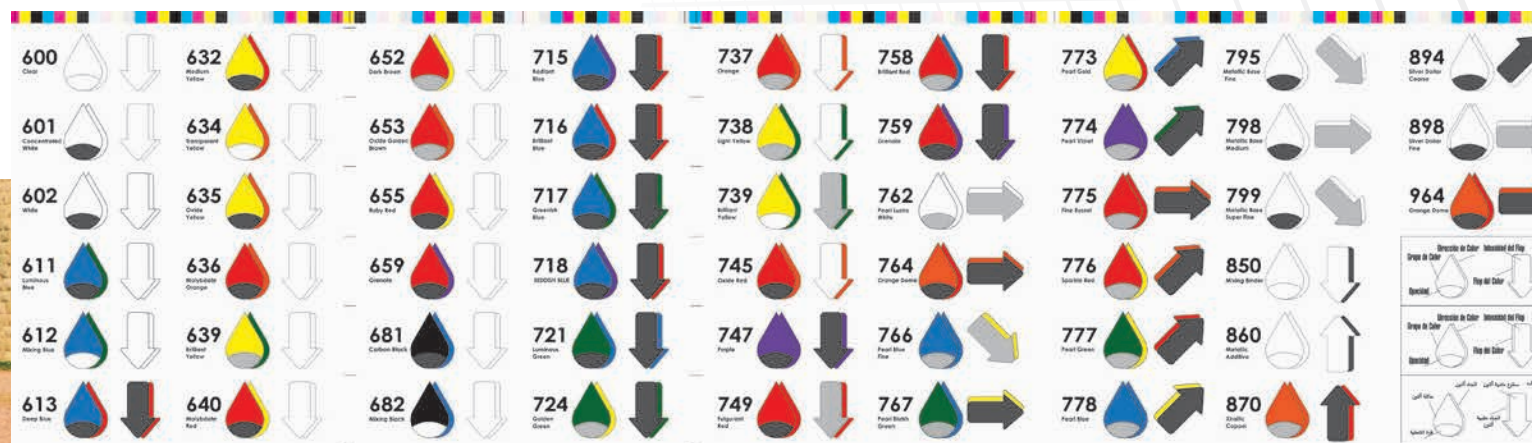 600
Clear
601
Concentrated
White
602
White
611
Luminous
Blue
612
Mixing Blue
613
Deep Blue
632
Medium
Yellow
634
Transparent
Yellow
635
Oxide
Yellow
636
Molybdate
Orange
639
Brilliant
Yellow
640
Molybdate
Red
652
Dark Brown
653
Oxide Golden
Brown
655
Ruby Red
659
Granate
681
Carbon Black
682
Mixing Black
715
Radiant
Blue
716
Brilliant
Blue
717
Greenish
Blue
718
REDDISH BLUE
721
Luminous
Green
724
Golden
Green
737
Orange
738
Light Yellow
739
Brilliant
Yellow
745
Oxide Red
747
Purple
749
Fulgurant
Red
758
Brilliant Red
759
Granate
762
Pearl
White
764
Orange Dome
766
Pearl Blue
Fine
767
Pearl Bluish
Green
773
Pearl Gold
774
Pearl Violet
775
Fine Russet
776
Sparkle Red
777
Pearl Green
778
Pearl Blue
795
Metallic Base
Fine
798
Metallic Base
Medium
799
Metallic Base
Super Fine
850
Mixing Binder
860
Metallic
Additive
870
Xirallic
Copper
894
Silver Dollar
Coarse
898
Silver Dollar
Fine
964
Orange Dome
Dirección de Color Intensidad del Flop
Grupo de Color
Flop del Color
Opacidad
Dirección de Color Intensidad del Flop
Grupo de Color
Flop del Color
Opacidad